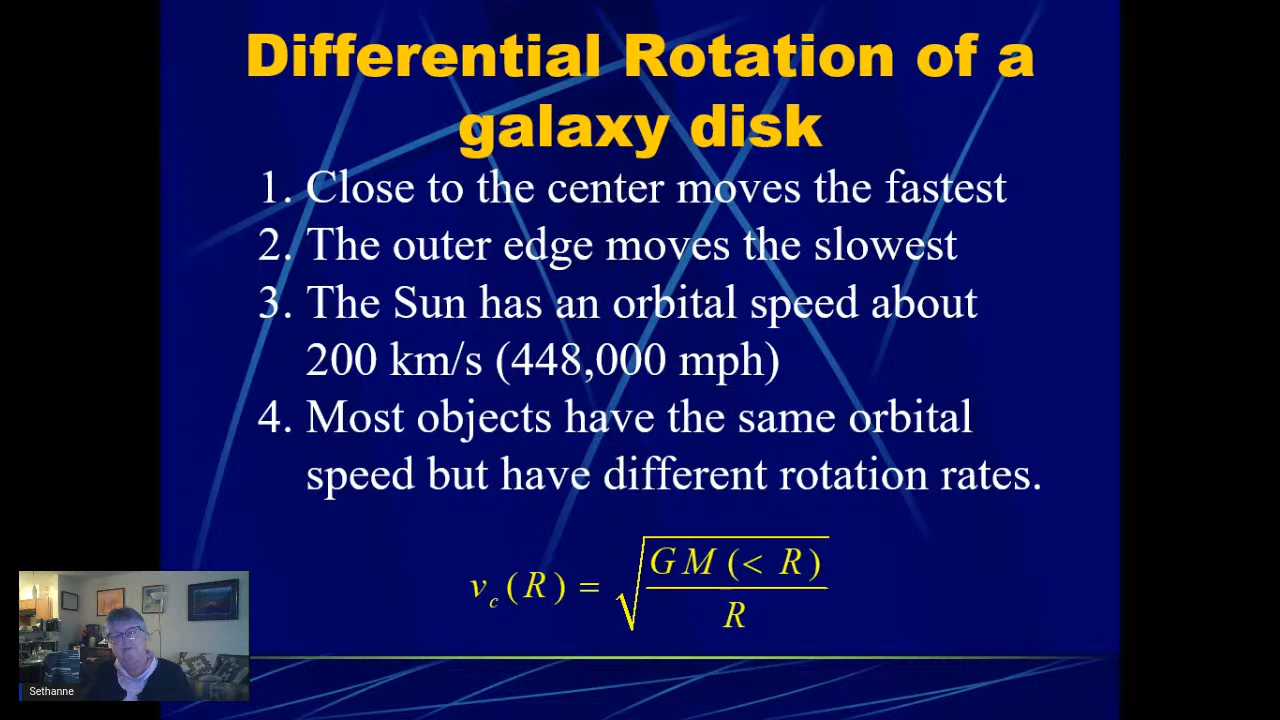 Differential Rotation of a
galaxy disk
1. Close to the center moves the fastest
2. The outer edge moves the slowest
3. The Sun has an orbital speed about
200 km/s (448,000 mph)
4. Most objects have the same orbital
speed but have different rotation rates.
v_c(R) = √(GM(< R)/R)
Sethanne